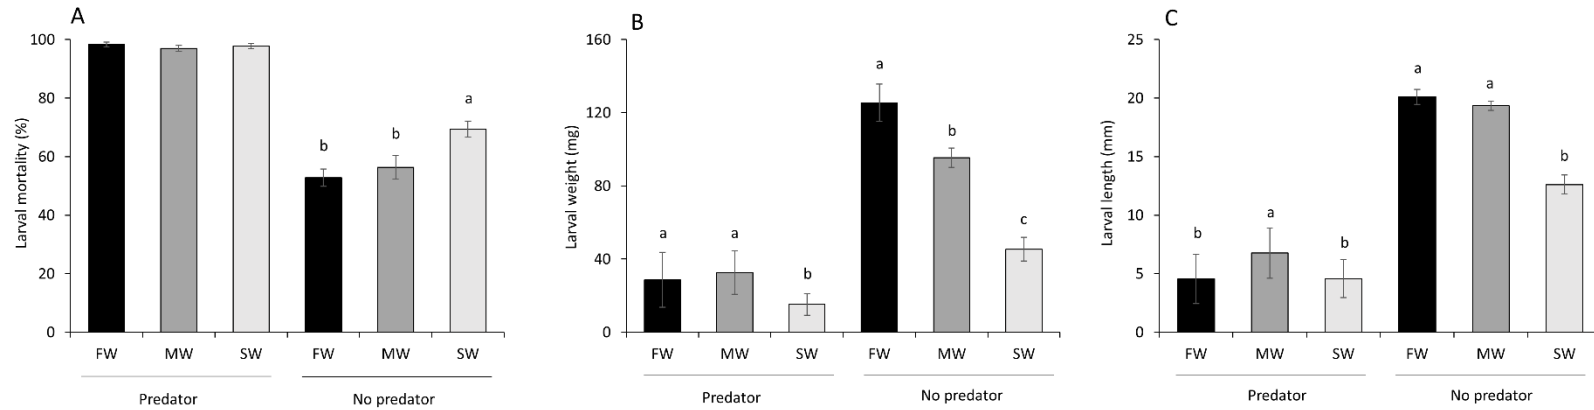 A
Larval mortality (%)
100
80
60
40
20
0
b
b
a
FW
MW
SW
FW
MW
SW
Predator
No predator
B
Larval weight (mg)
160
120
80
40
0
a
a
b
a
b
c
FW
MW
SW
FW
MW
SW
Predator
No predator
C
Larval length (mm)
25
20
15
10
5
0
b
a
b
a
a
b
FW
MW
SW
FW
MW
SW
Predator
No predator